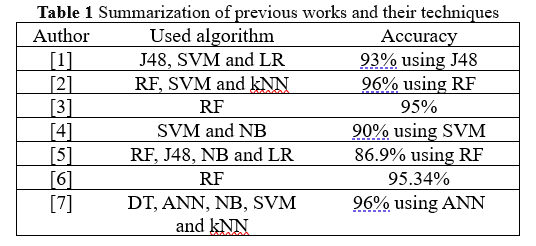 Table 1 Summarization of previous works and their techniques
Author Used algorithm Accuracy
[1] J48, SVM and LR 93% using J48
[2] RF, SVM and kNN 96% using RF
[3] RF 95%
[4] SVM and NB 90% using SVM
[5] RF, J48, NB and LR 86.9% using RF
[6] RF 95.34%
[7] DT, ANN, NB, SVM 96% using ANN
and kNN